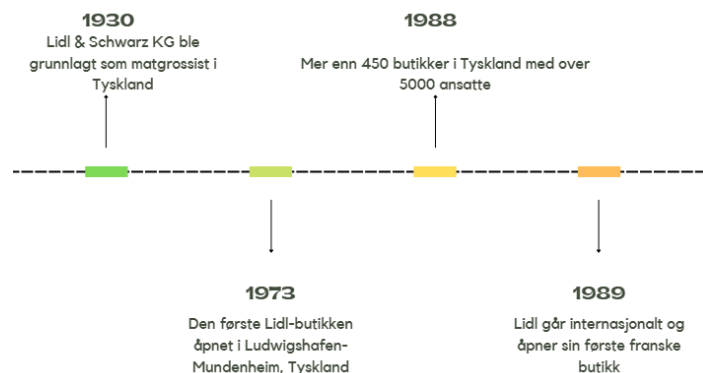 1930
Lidl & Schwarz KG ble
grunnlagt som matgrossist i
Tyskland
1988
Mer enn 450 butikker i Tyskland med over
5000 ansatte
1973
Den første Lidl-butikken
åpnet i Ludwigshafen-
Mundenheim, Tyskland
1989
Lidl går internasjonalt og
åpner sin første franske
butikk